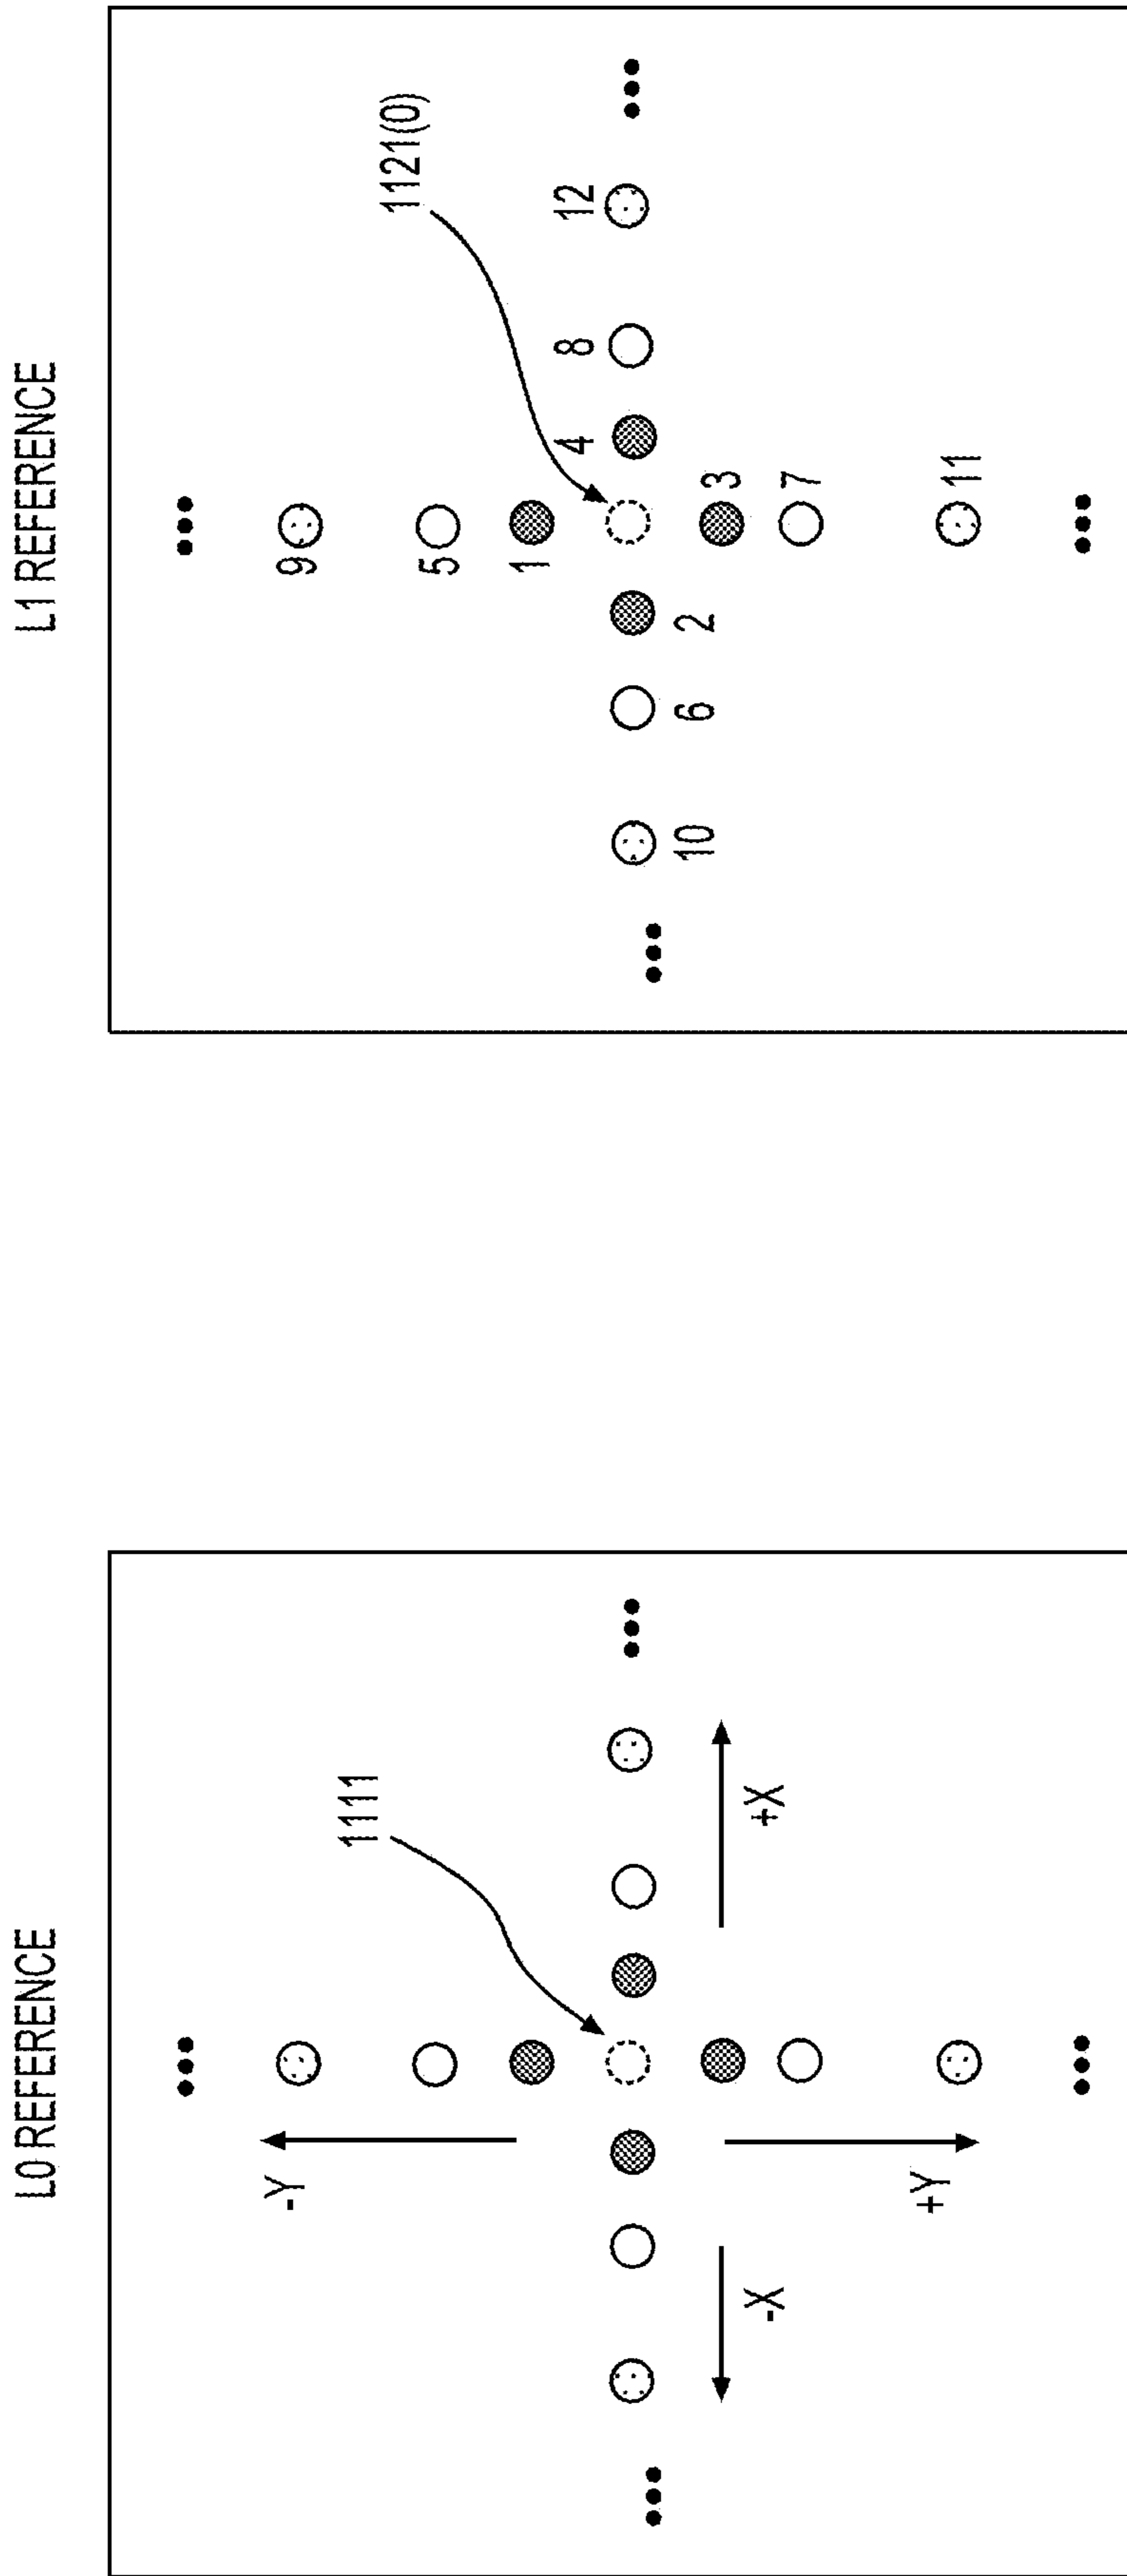 L0 REFERENCE
1111
-Y
+Y
-X
+X
L1 REFERENCE
1121(0)
9
5
1
10
6
2
4
8
12
3
7
11